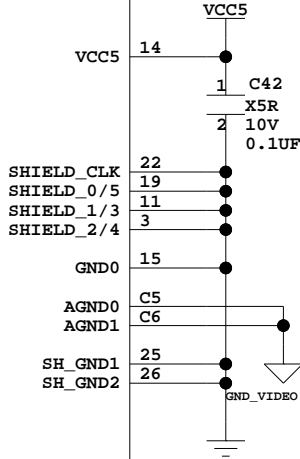 VCC5
VCC5 14
1 C42
X5R
2 10V
0.1UF
SHIELD_CLK 22
SHIELD_0/5 19
SHIELD_1/3 11
SHIELD_2/4 3
GND0 15
AGND0 C5
AGND1 C6
SH_GND1 25
SH_GND2 26
GND_VIDEO